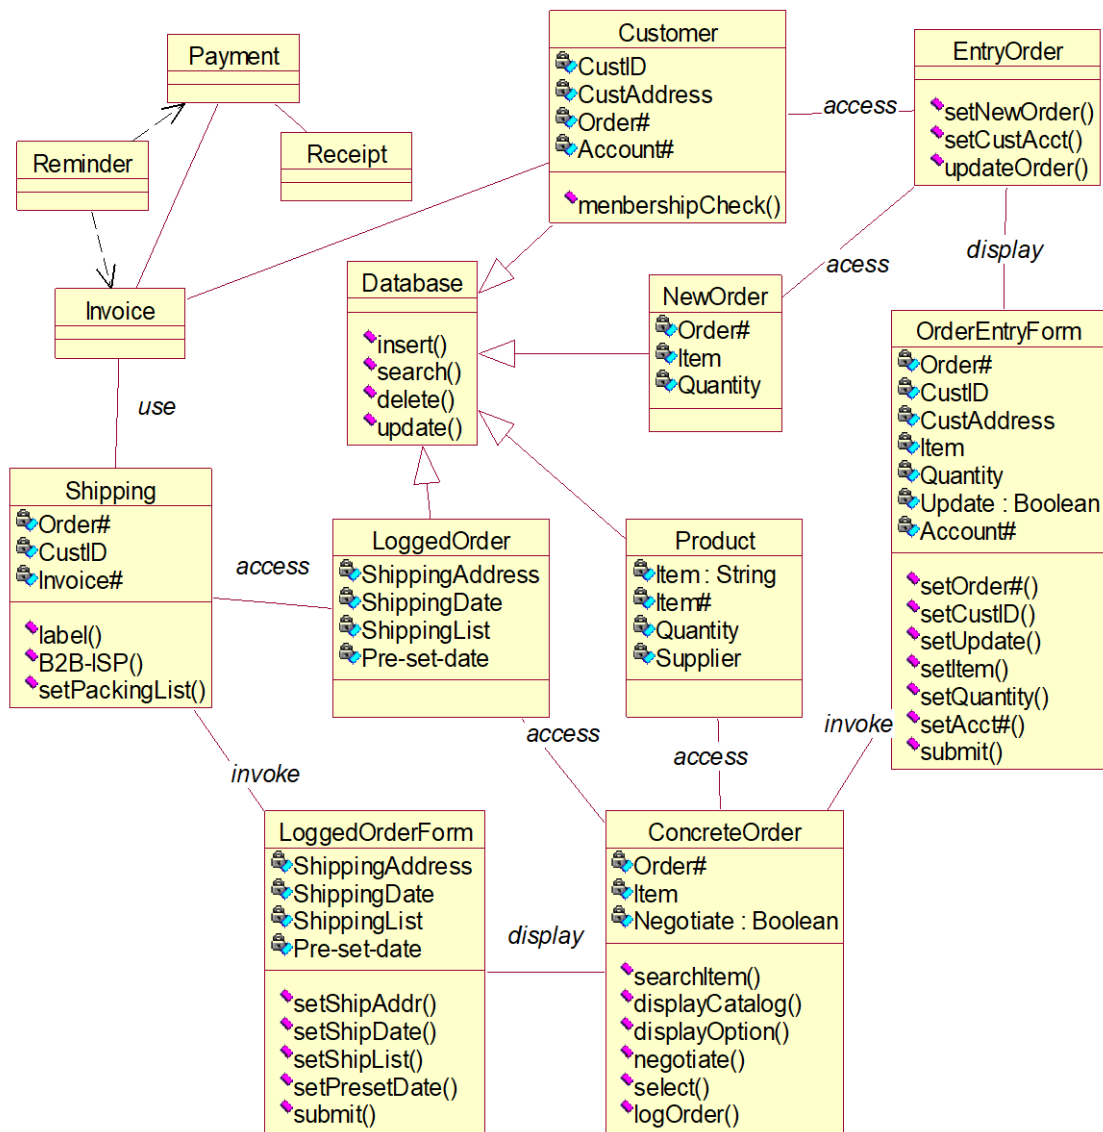 Payment
Reminder
Receipt
Invoice
use
Customer
CustID
CustAddress
Order#
Account#
menbershipCheck()
access
EntryOrder
setNewOrder()
setCustAcct()
updateOrder()
acess
display
Database
insert()
search()
delete()
update()
NewOrder
Order#
Item
Quantity
OrderEntryForm
Order#
CustID
CustAddress
Item
Quantity
Update : Boolean
Account#
setOrder#()
setCustID()
setUpdate()
setItem()
setQuantity()
setAcct#()
submit()
Shipping
Order#
CustID
Invoice#
label()
B2B-ISP()
setPackingList()
access
LoggedOrder
ShippingAddress
ShippingDate
ShippingList
Pre-set-date
Product
Item : String
Item#
Quantity
Supplier
invoke
access
access
invoke
LoggedOrderForm
ShippingAddress
ShippingDate
ShippingList
Pre-set-date
setShipAddr()
setShipDate()
setShipList()
setPresetDate()
submit()
display
ConcreteOrder
Order#
Item
Negotiate : Boolean
searchItem()
displayCatalog()
displayOption()
negotiate()
select()
logOrder()